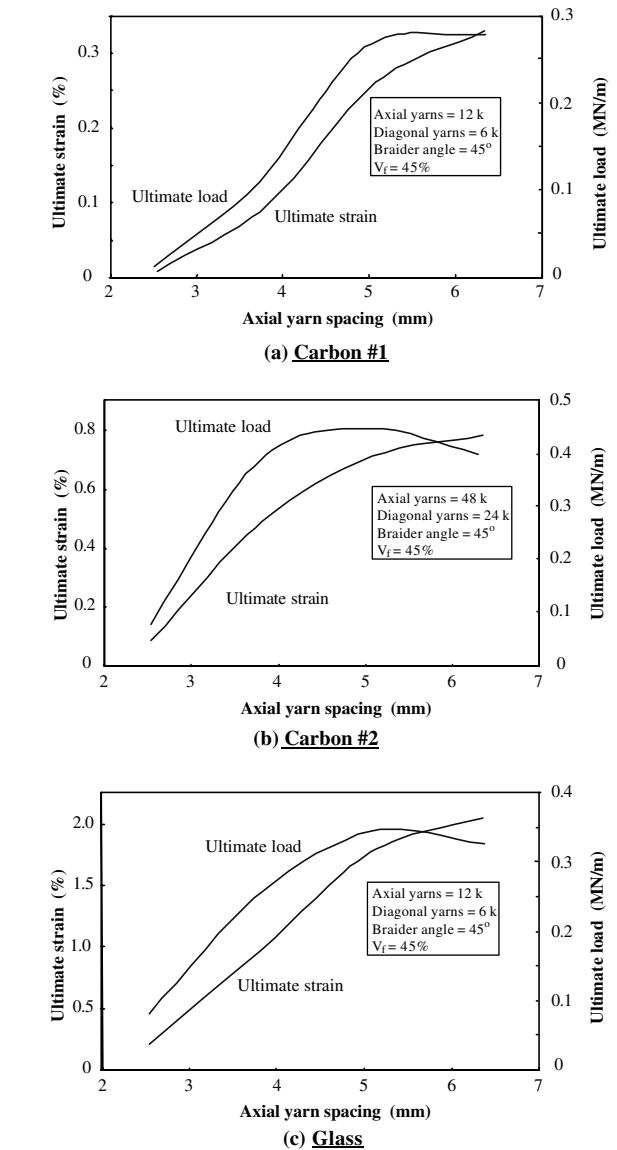 0.3
0.2
0.1
0
Ultimate strain (%)
0.3
0.2
0.1
0
Ultimate load (MN/m)
Axial yarns = 12 k
Diagonal yarns = 6 k
Braider angle = 45°
Vf = 45%
Ultimate load
Ultimate strain
2 3 4 5 6 7
Axial yarn spacing (mm)
(a) Carbon #1
0.8
0.6
0.4
0.2
0
Ultimate strain (%)
0.5
0.4
0.3
0.2
0.1
0
Ultimate load (MN/m)
Ultimate load
Axial yarns = 48 k
Diagonal yarns = 24 k
Braider angle = 45°
Vf = 45%
Ultimate strain
2 3 4 5 6 7
Axial yarn spacing (mm)
(b) Carbon #2
2.0
1.5
1.0
0.5
0
Ultimate strain (%)
0.4
0.3
0.2
0.1
0
Ultimate load (MN/m)
Ultimate load
Axial yarns = 12 k
Diagonal yarns = 6 k
Braider angle = 45°
Vf = 45%
Ultimate strain
2 3 4 5 6 7
Axial yarn spacing (mm)
(c) Glass